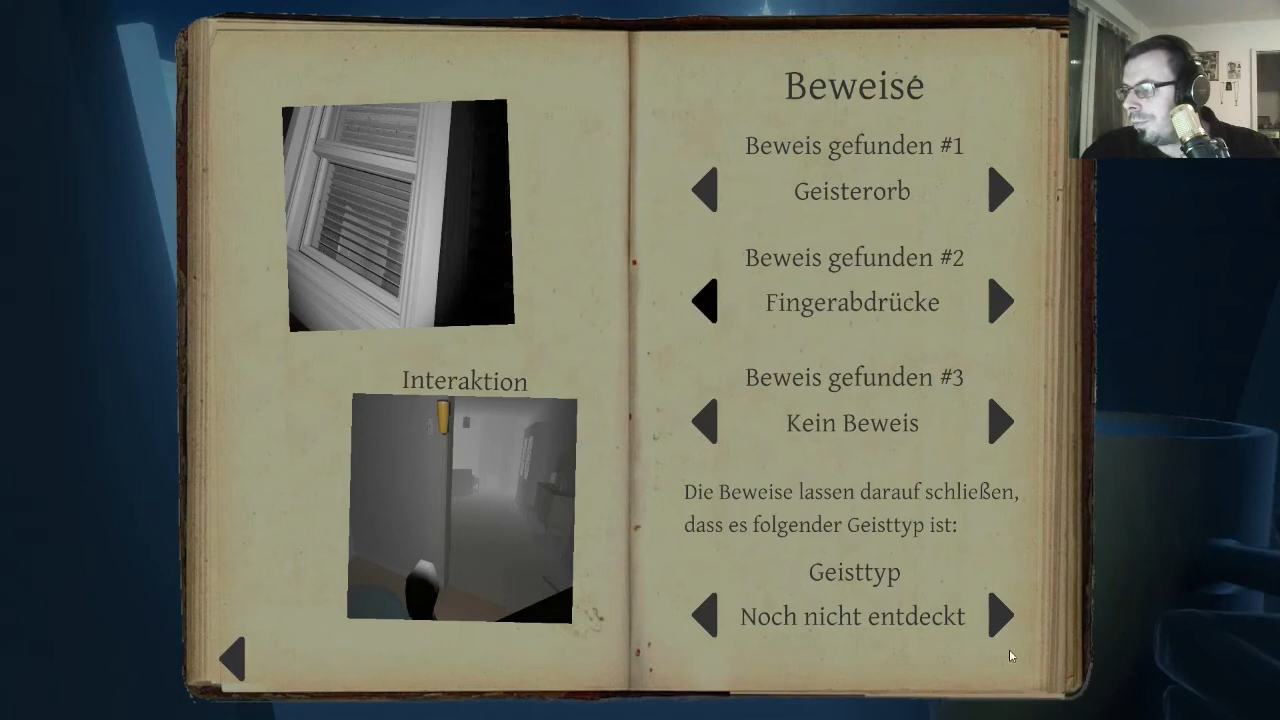 Interaktion
Beweise
Beweis gefunden #1
Geisterorb
Beweis gefunden #2
Fingerabdrücke
Beweis gefunden #3
Kein Beweis
Die Beweise lassen darauf schließen,
dass es folgender Geisttyp ist:
Geisttyp
Noch nicht entdeckt